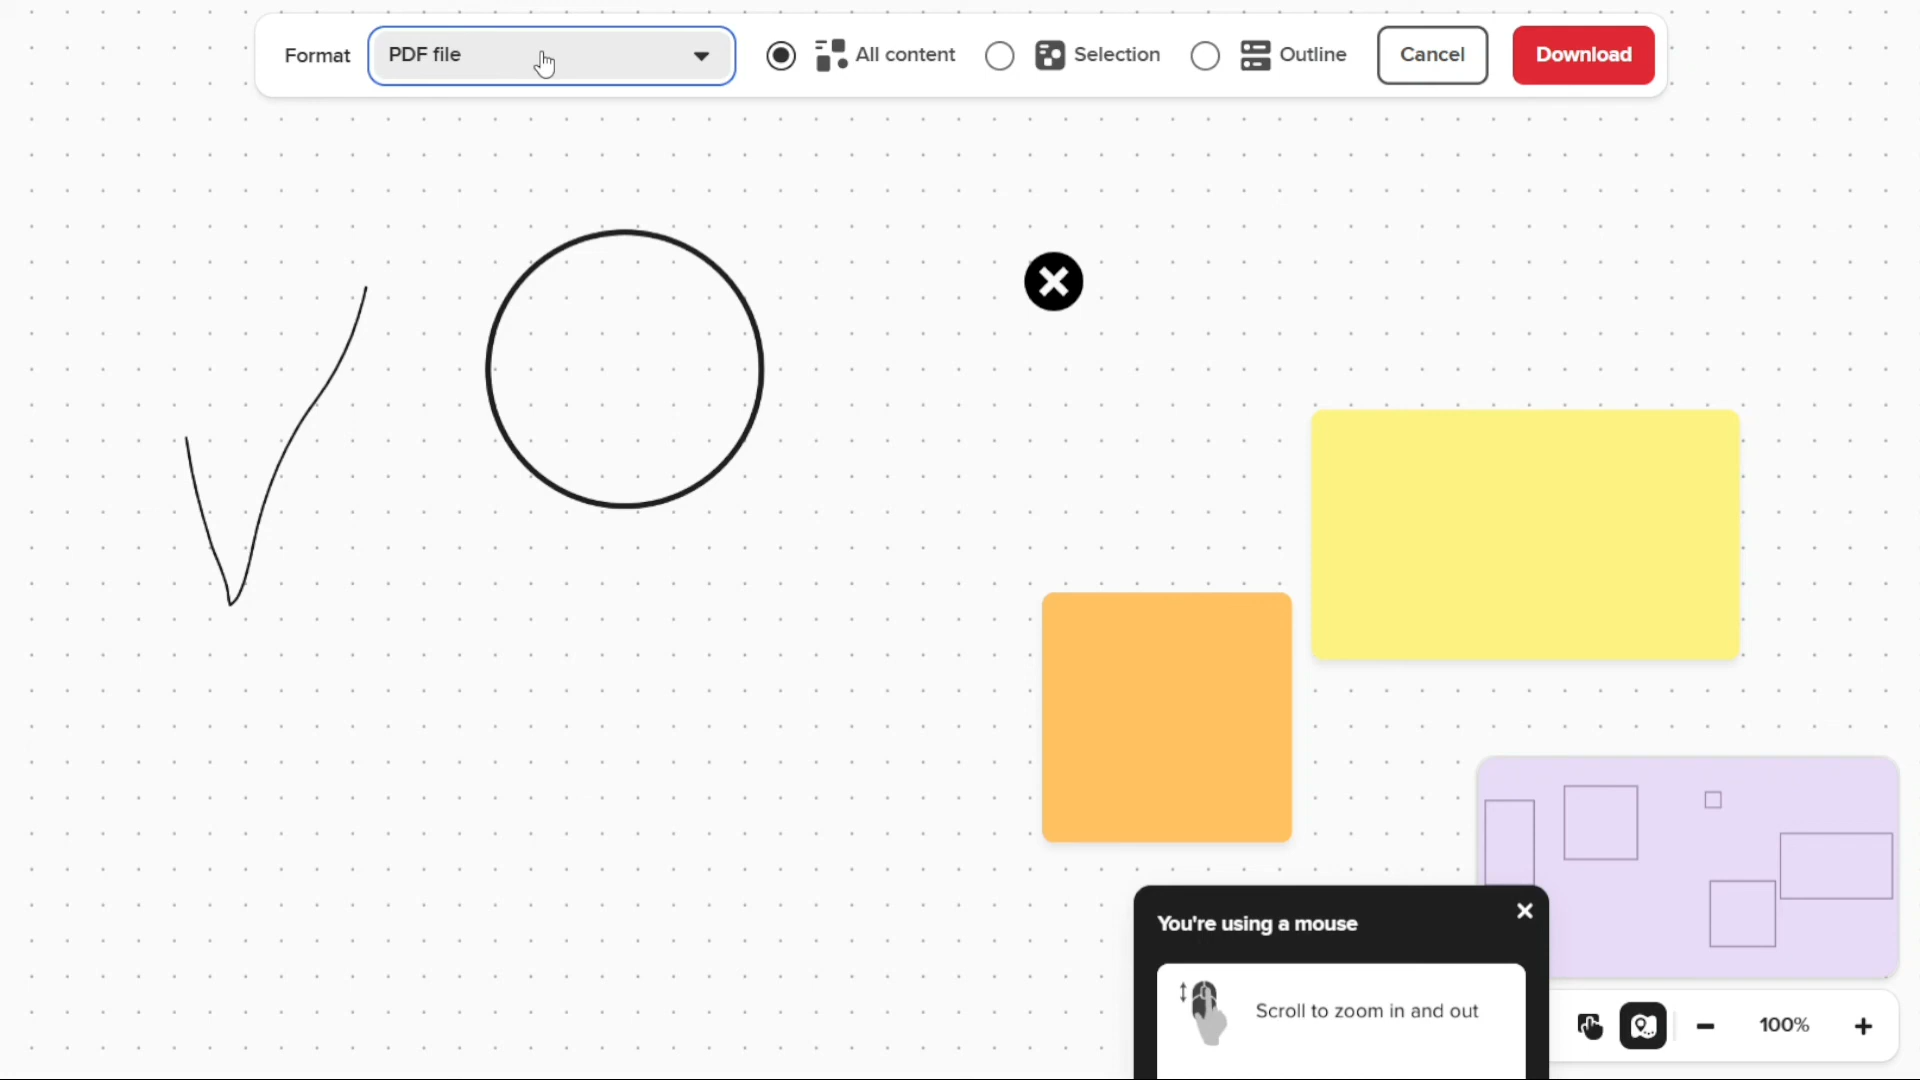 Format PDF file All content Selection Outline Cancel Download
You're using a mouse
Scroll to zoom in and out
100%